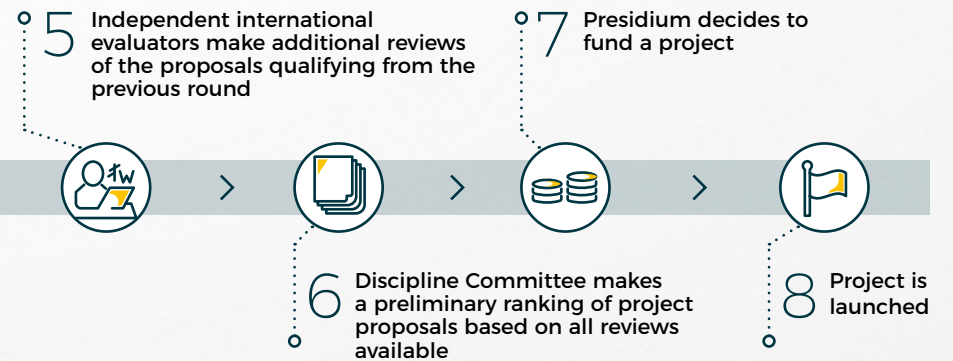 5
Independent international
evaluators make additional reviews
of the proposals qualifying from the
previous round
6
Discipline Committee makes
a preliminary ranking of project
proposals based on all reviews
available
7
Presidium decides to
fund a project
8
Project is
launched